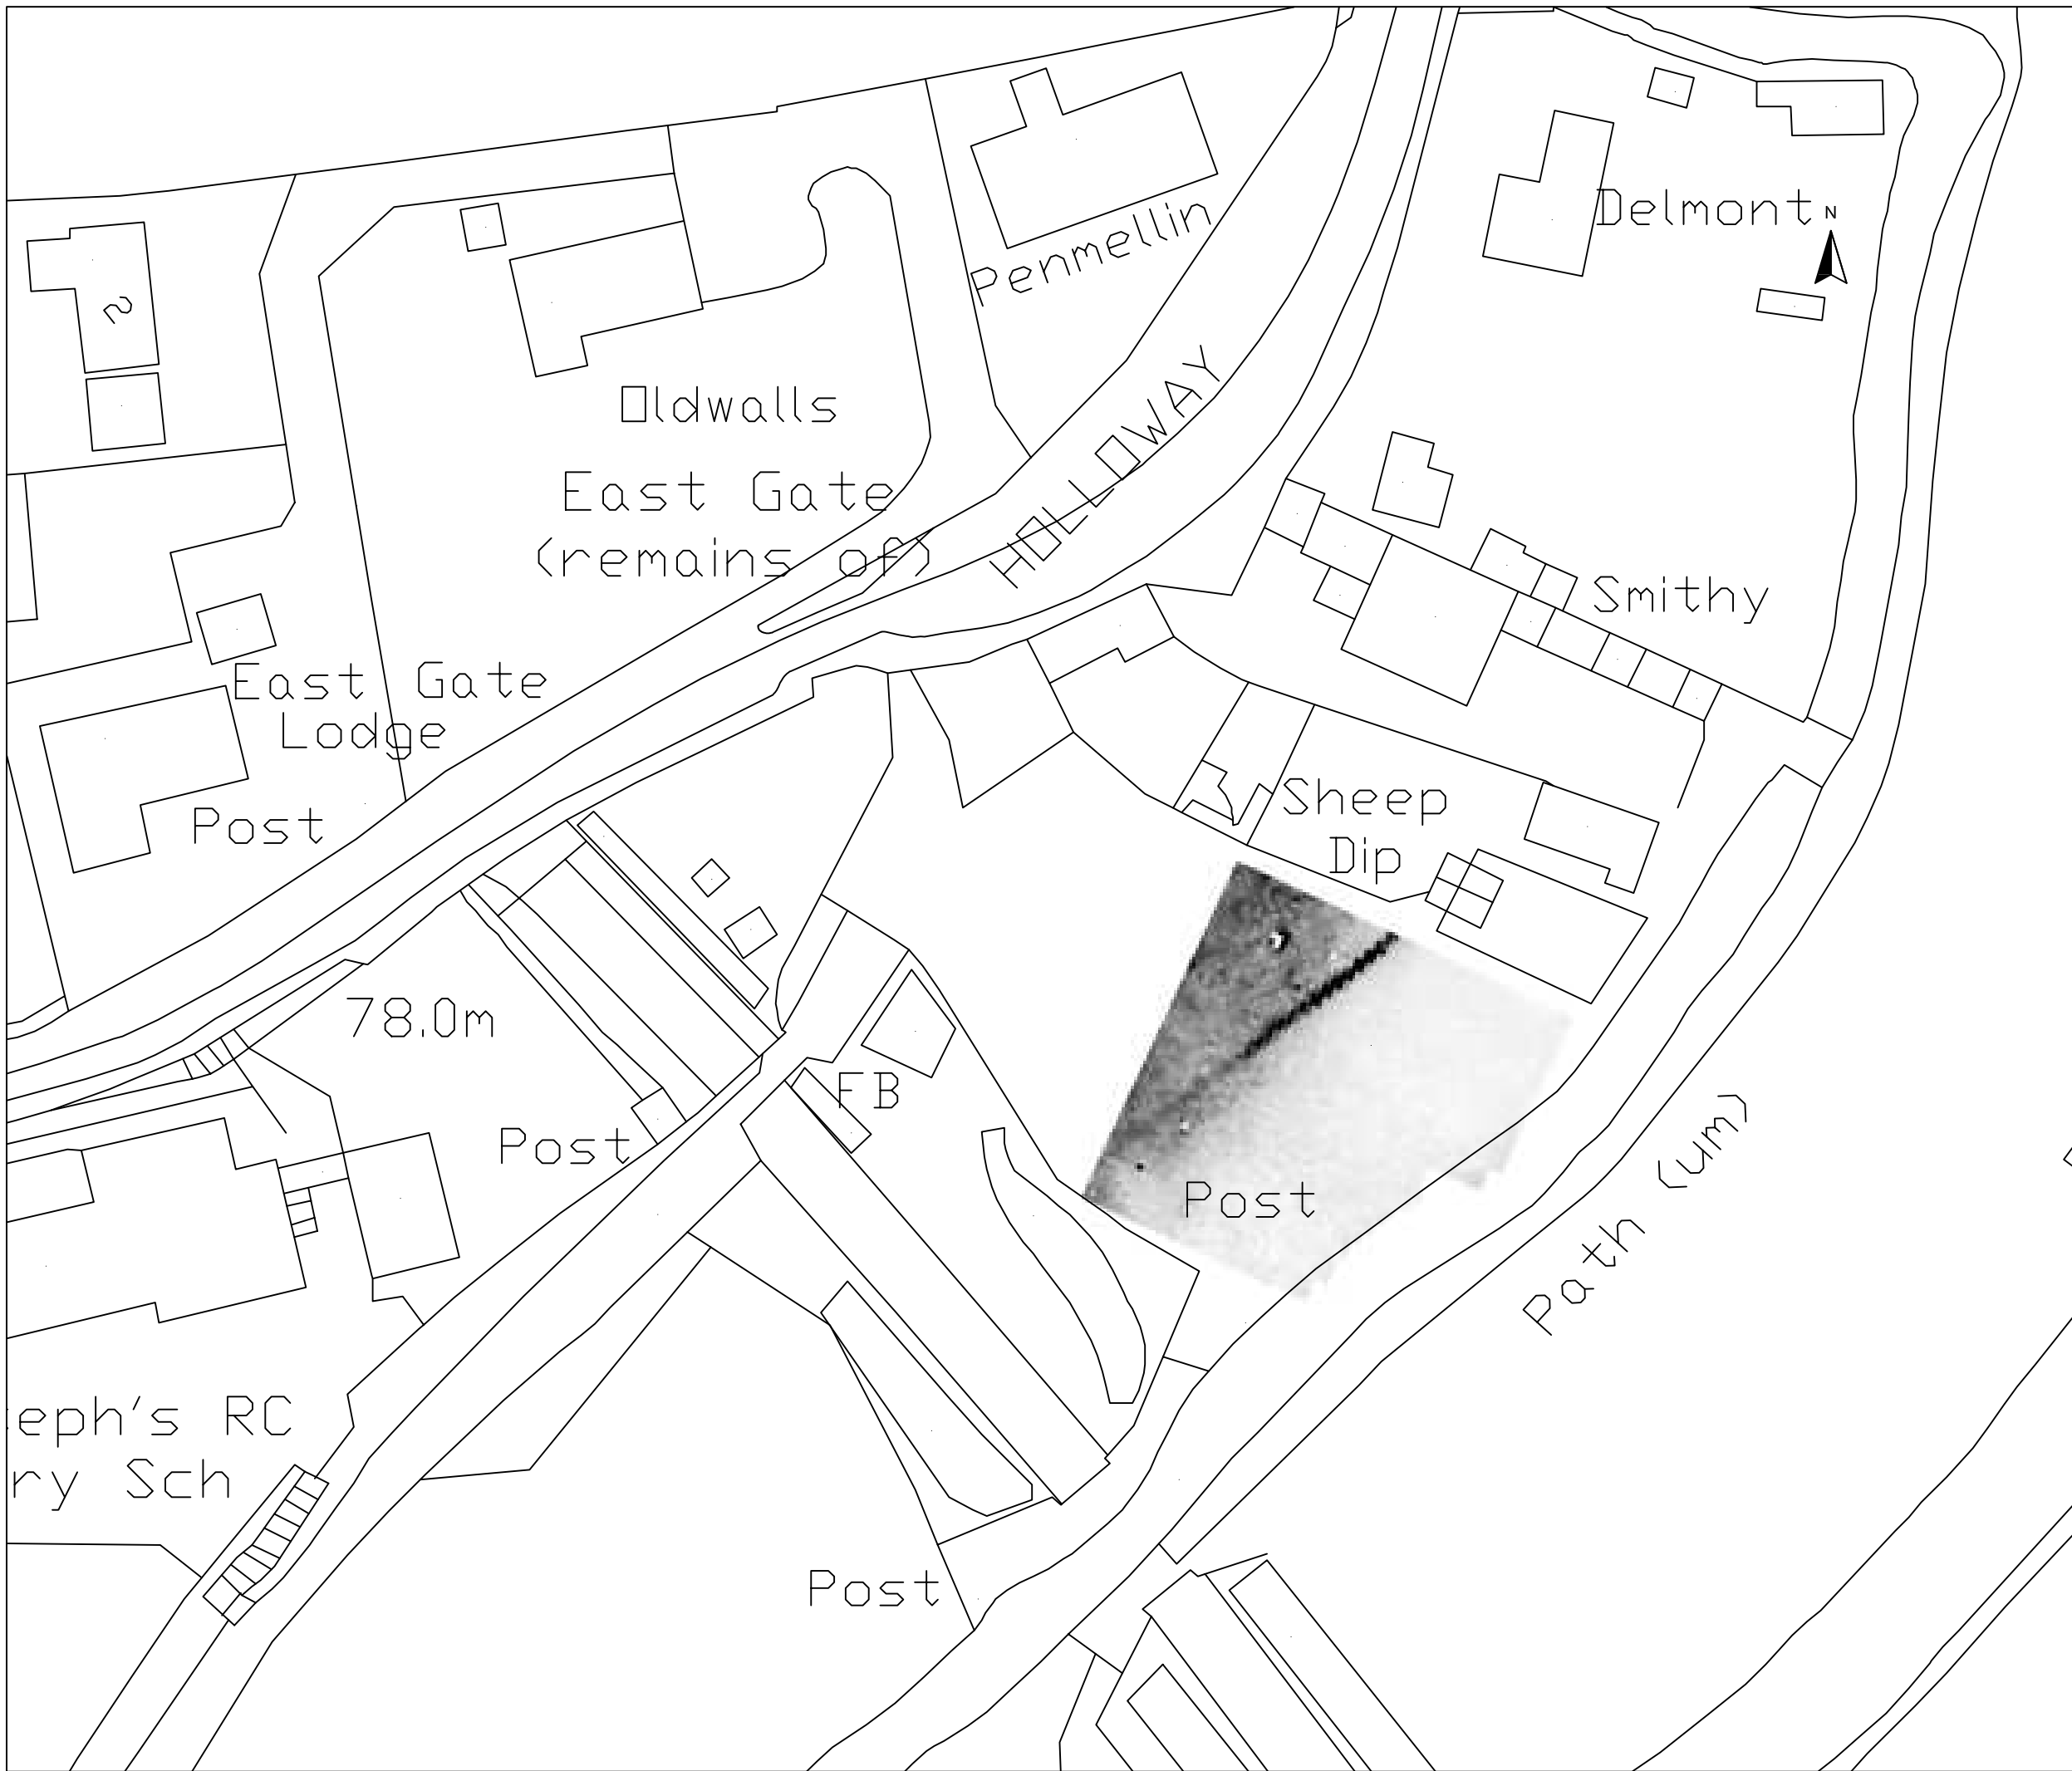 Delmont
N
Penmellin
2
Oldwalls
HOLLOWAY
East Gate
(remains of)
Smithy
East Gate
Lodge
Sheep
Dip
Post
78.0m
FB
Post
Post
Path (um)
eph's RC
ry Sch
Post